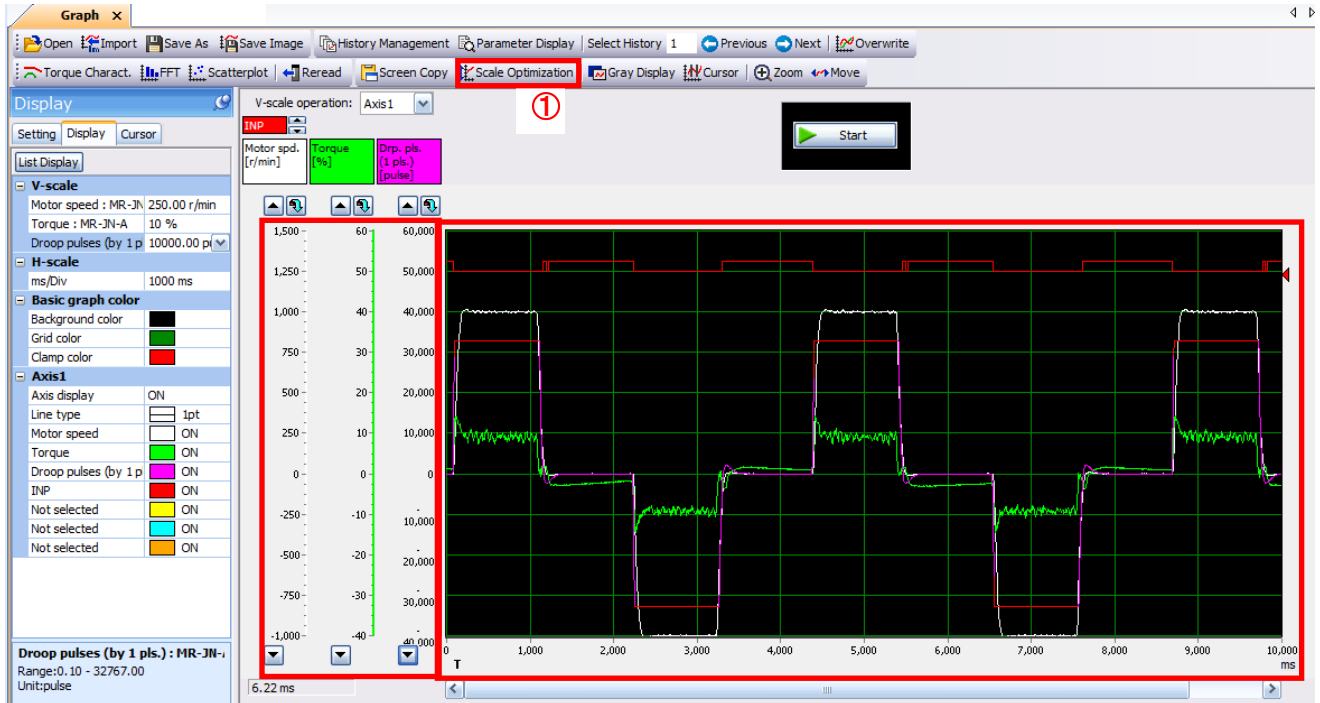 Graph ×
Open Import Save As Save Image History Management Parameter Display Select History 1 Previous Next Overwrite
Torque Charact. FFT Scatterplot Reread Screen Copy Scale Optimization Gray Display Cursor Zoom Move
①
Display
Setting Display Cursor
List Display
V-scale
Motor speed : MR-JN 250.00 r/min
Torque : MR-JN-A 10 %
Droop pulses (by 1 p 10000.00 pu
H-scale
ms/Div 1000 ms
Basic graph color
Background color
Grid color
Clamp color
Axis1
Axis display ON
Line type 1pt
Motor speed ON
Torque ON
Droop pulses (by 1 p ON
INP ON
Not selected ON
Not selected ON
Not selected ON
Droop pulses (by 1 pls.) : MR-JN-
Range:0.10 - 32767.00
Unit:pulse
V-scale operation: Axis1
INP
Motor spd. [r/min]
Torque [%]
Drp. pls. (1 pls.) [pulse]
Start
1,500 60 60,000
1,250 50 50,000
1,000 40 40,000
750 30 30,000
500 20 20,000
250 10 10,000
0 0 0
-250 -10 -10,000
-500 -20 -20,000
-750 -30 -30,000
-1,000 -40 -40,000
0 1,000 2,000 3,000 4,000 5,000 6,000 7,000 8,000 9,000 10,000
T ms
6.22 ms